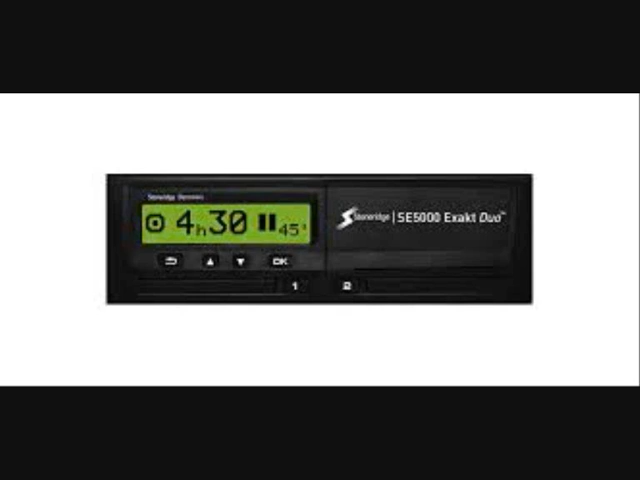 Stoneridge Electronics
4h30 45'
Stoneridge | SE5000 Exakt Duo™
OK
1 2